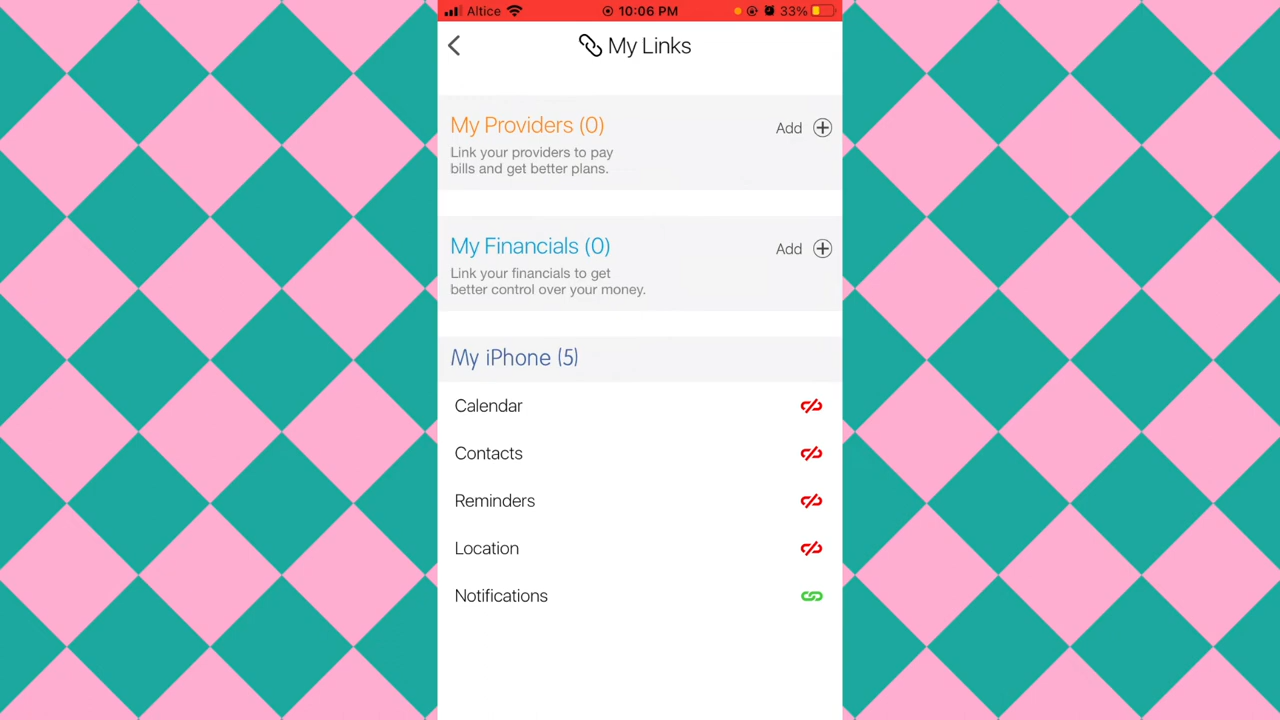 Altice 10:06 PM 33%
My Links
My Providers (0)
Add
Link your providers to pay
bills and get better plans.
My Financials (0)
Add
Link your financials to get
better control over your money.
My iPhone (5)
Calendar
Contacts
Reminders
Location
Notifications